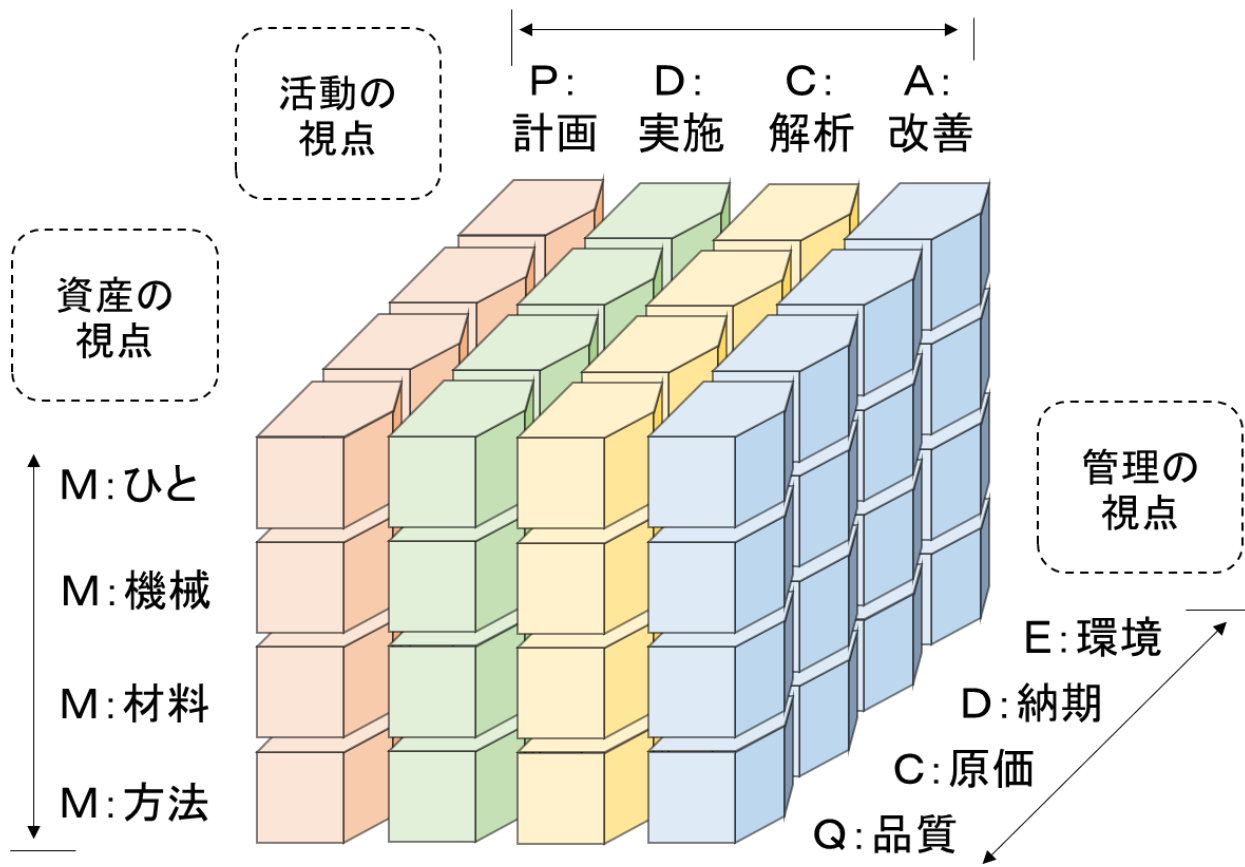 活動の
視点
P:
計画
D:
実施
C:
解析
A:
改善
資産の
視点
M:ひと
M:機械
M:材料
M:方法
管理の
視点
E:環境
D:納期
C:原価
Q:品質